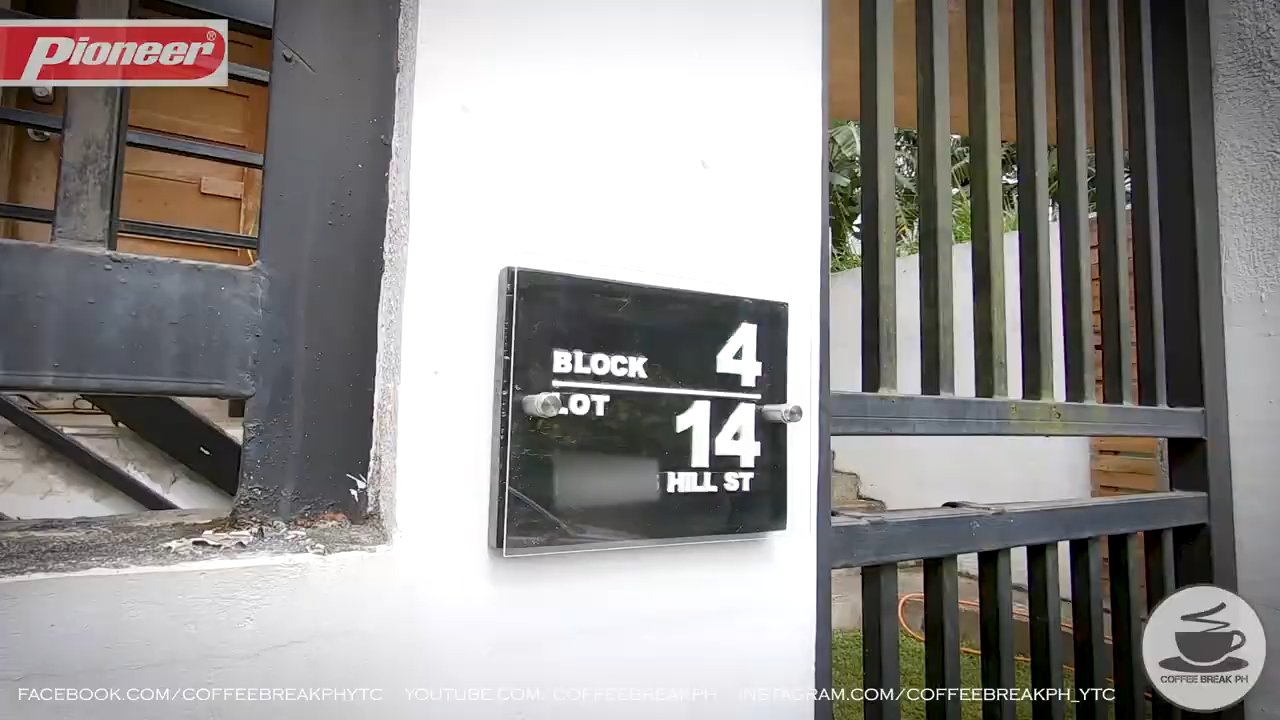 Pioneer®
BLOCK 4
LOT 14
HILL ST
COFFEE BREAK PH
FACEBOOK.COM/COFFEEBREAKPHYTC YOUTUBE.COM/COFFEEBREAKPH INSTAGRAM.COM/COFFEEBREAKPH_YTC